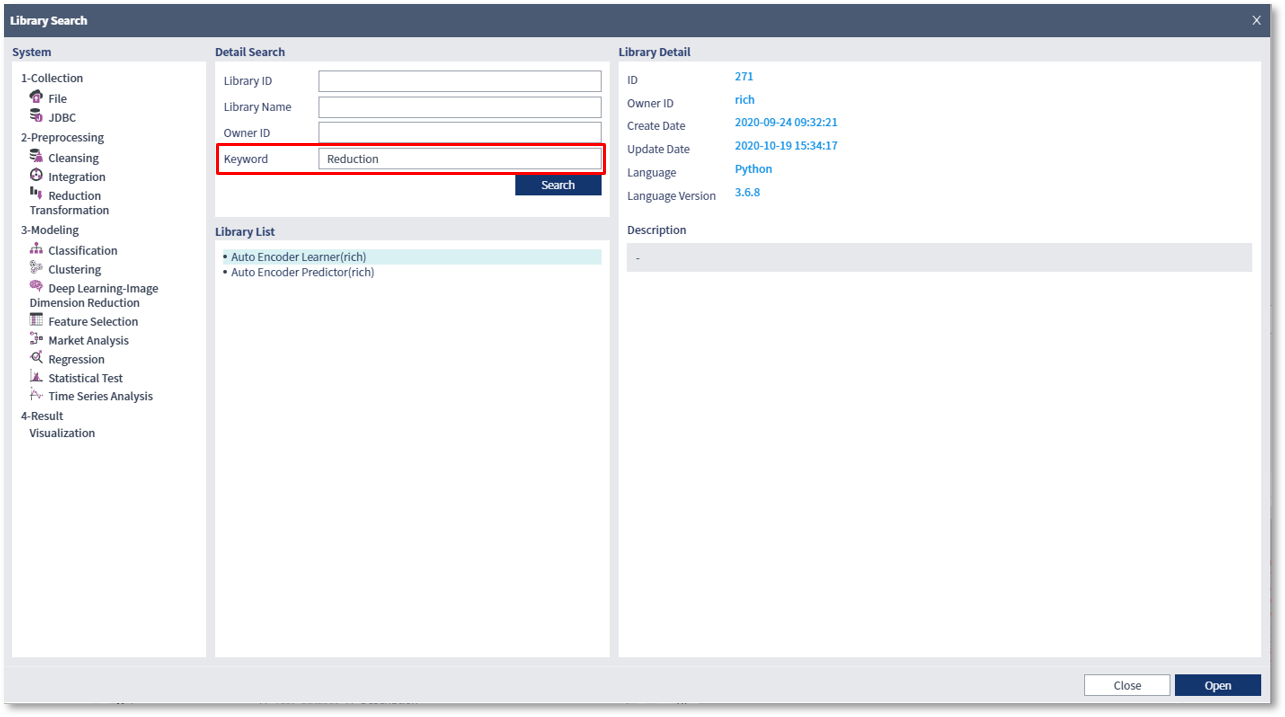 Library Search
X
System
1-Collection
File
JDBC
2-Preprocessing
Cleansing
Integration
Reduction
Transformation
3-Modeling
Classification
Clustering
Deep Learning-Image
Dimension Reduction
Feature Selection
Market Analysis
Regression
Statistical Test
Time Series Analysis
4-Result
Visualization
Detail Search
Library ID
Library Name
Owner ID
Keyword Reduction
Search
Library List
• Auto Encoder Learner(rich)
• Auto Encoder Predictor(rich)
Library Detail
ID 271
Owner ID rich
Create Date 2020-09-24 09:32:21
Update Date 2020-10-19 15:34:17
Language Python
Language Version 3.6.8
Description
-
Close Open